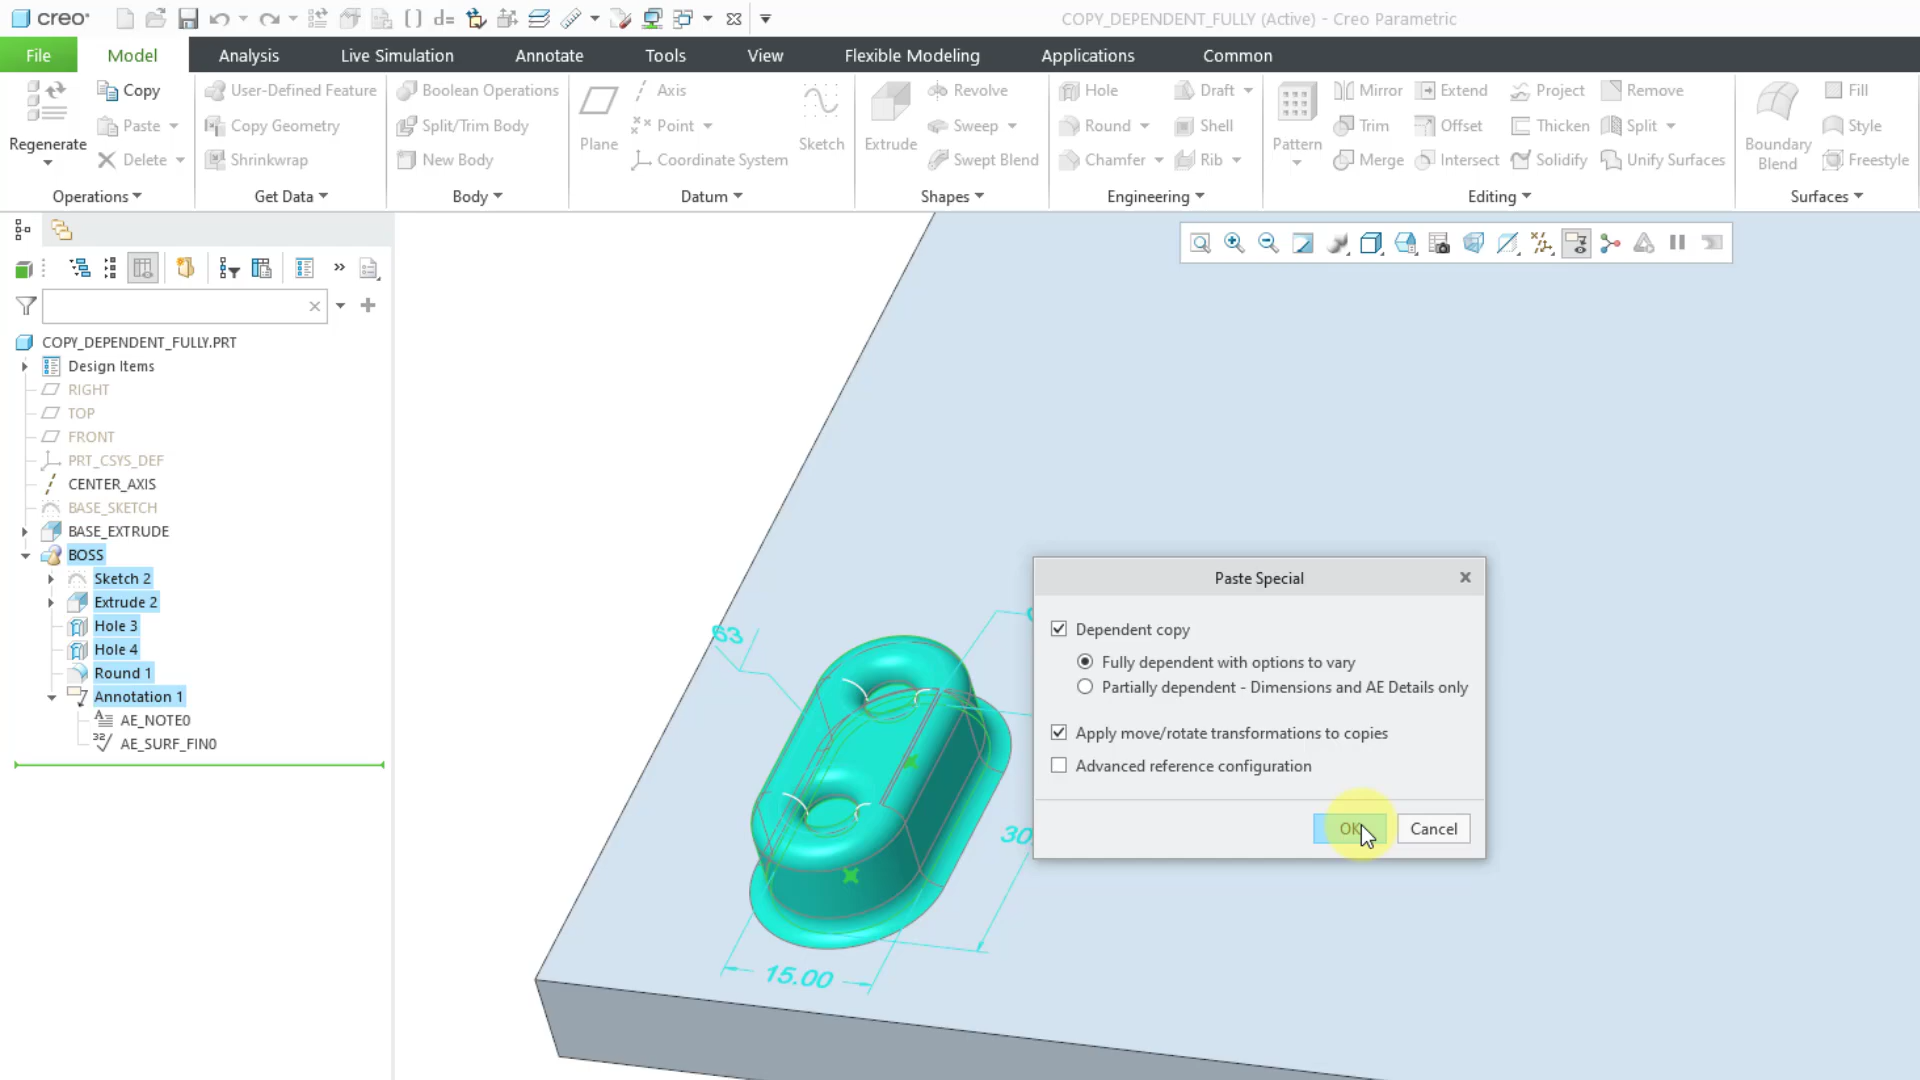 creo°
d=
COPY_DEPENDENT_FULLY (Active) - Creo Parametric
File
Model
Analysis
Live Simulation
Annotate
Tools
View
Flexible Modeling
Applications
Common
Regenerate
Copy
Paste
Delete
Operations
User-Defined Feature
Copy Geometry
Shrinkwrap
Get Data
Boolean Operations
Split/Trim Body
New Body
Body
Plane
Axis
Point
Coordinate System
Sketch
Datum
Extrude
Revolve
Sweep
Swept Blend
Shapes
Hole
Round
Chamfer
Draft
Shell
Rib
Engineering
Pattern
Mirror
Extend
Project
Remove
Trim
Offset
Thicken
Split
Merge
Intersect
Solidify
Unify Surfaces
Editing
Boundary
Blend
Fill
Style
Freestyle
Surfaces
COPY_DEPENDENT_FULLY.PRT
Design Items
RIGHT
TOP
FRONT
PRT_CSYS_DEF
CENTER_AXIS
BASE_SKETCH
BASE_EXTRUDE
BOSS
Sketch 2
Extrude 2
Hole 3
Hole 4
Round 1
Annotation 1
AE_NOTE0
32
AE_SURF_FIN0
63
30.
15.00
Paste Special
Dependent copy
Fully dependent with options to vary
Partially dependent - Dimensions and AE Details only
Apply move/rotate transformations to copies
Advanced reference configuration
OK
Cancel